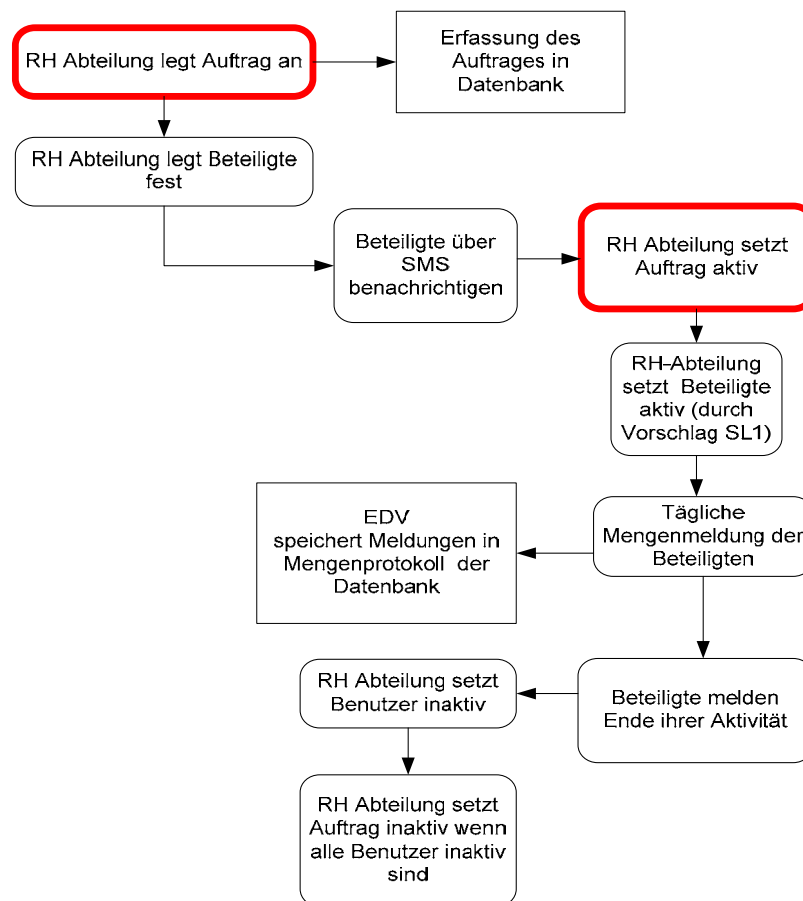 RH Abteilung legt Auftrag an
Erfassung des
Auftrages in
Datenbank
RH Abteilung legt Beteiligte
fest
Beteiligte über
SMS
benachrichtigen
RH Abteilung setzt
Auftrag aktiv
RH-Abteilung
setzt Beteiligte
aktiv (durch
Vorschlag SL1)
Tägliche
Mengenmeldung der
Beteiligten
EDV
speichert Meldungen in
Mengenprotokoll der
Datenbank
Beteiligte melden
Ende ihrer Aktivität
RH Abteilung setzt
Benutzer inaktiv
RH Abteilung setzt
Auftrag inaktiv wenn
alle Benutzer inaktiv
sind